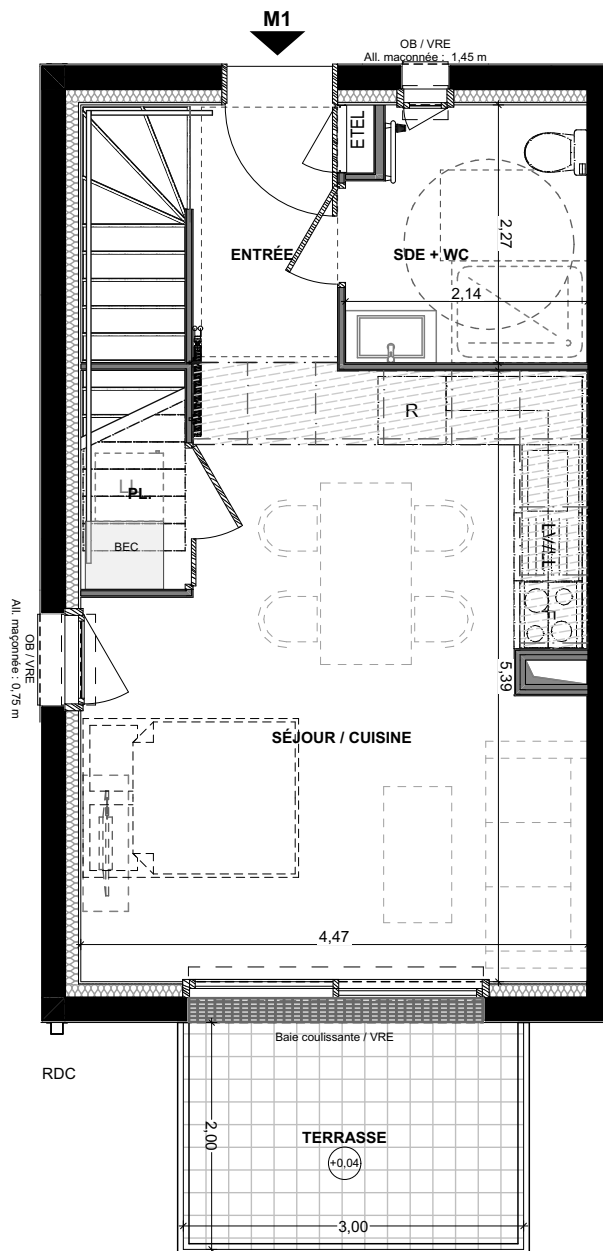 M1
OB / VRE
All. maçonnée : 1,45 m
ETEL
ENTRÉE
SDE + WC
2,27
2,14
R
LL
PL.
BEC
LV/LL
F
OB / VRE
All. maçonnée : 0,75 m
5,39
SÉJOUR / CUISINE
4,47
Baie coulissante / VRE
RDC
2,00
TERRASSE
+0,04
3,00